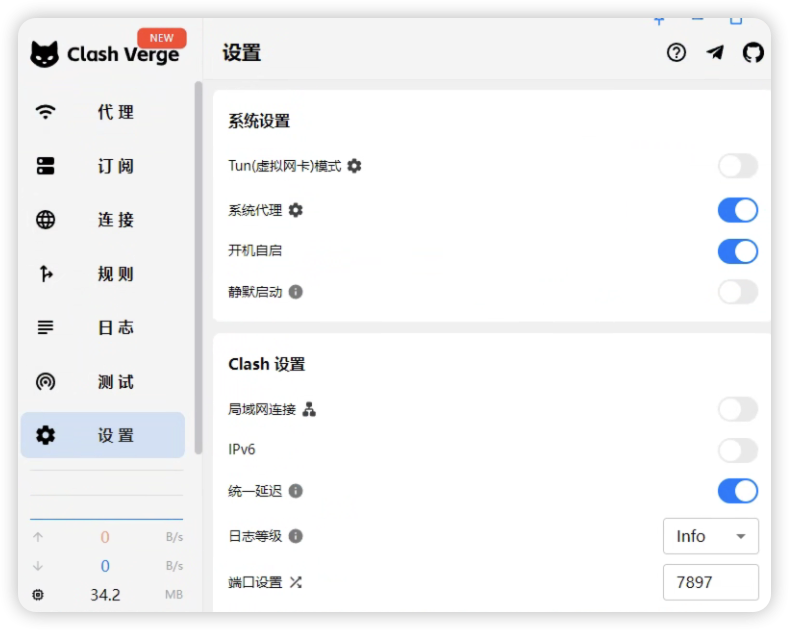 NEW
Clash Verge
代理
订阅
连接
规则
日志
测试
设置
0 B/s
0 B/s
34.2 MB
设置
系统设置
Tun(虚拟网卡)模式
系统代理
开机自启
静默启动
Clash 设置
局域网连接
IPv6
统一延迟
日志等级 Info
端口设置 7897